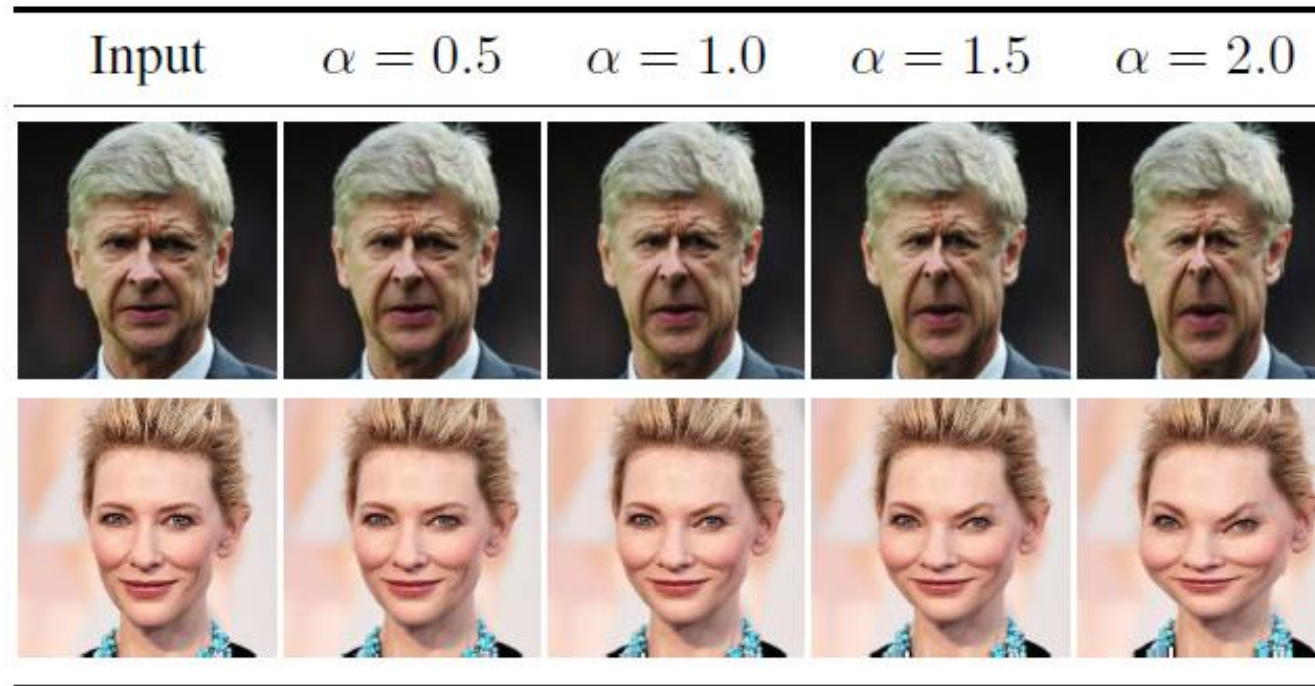 Input α = 0.5 α = 1.0 α = 1.5 α = 2.0